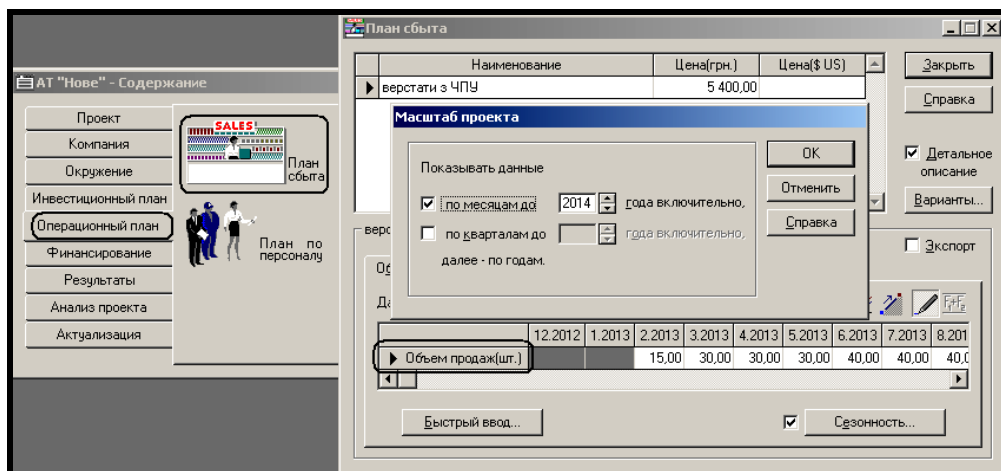 АТ "Нове" - Содержание
Проект
Компания
Окружение
Инвестиционный план
Операционный план
Финансирование
Результаты
Анализ проекта
Актуализация
SALES
План
сбыта
План по
персоналу
План сбыта
Наименование Цена(грн.) Цена($ US)
верстати з ЧПУ 5 400,00
Закрыть
Справка
Детальное
описание
Варианты...
Экспорт
Масштаб проекта
Показывать данные
по месяцам до 2014 года включительно,
по кварталам до года включительно,
далее - по годам.
OK
Отменить
Справка
12.2012 1.2013 2.2013 3.2013 4.2013 5.2013 6.2013 7.2013 8.201
Объем продаж(шт.) 15,00 30,00 30,00 30,00 40,00 40,00 40,0
Быстрый ввод...
Сезонность...